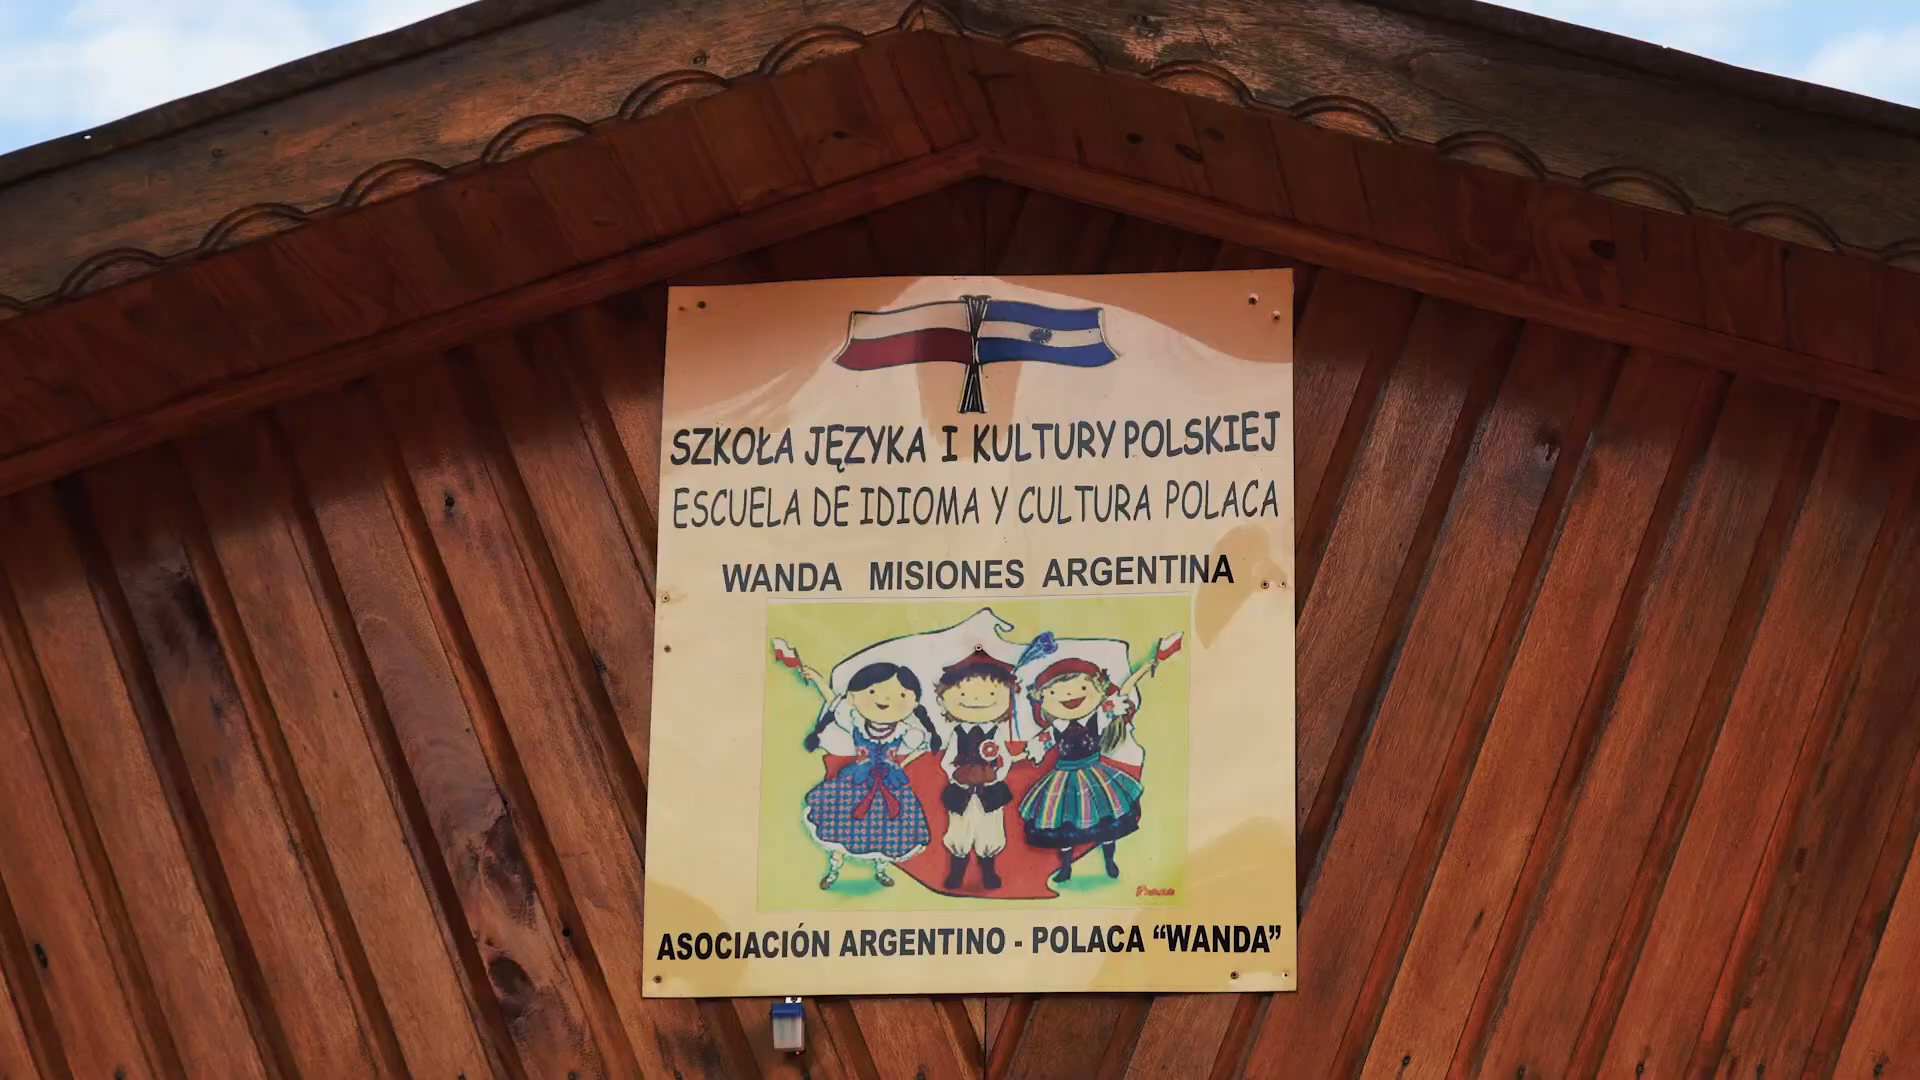 SZKOŁA JĘZYKA I KULTURY POLSKIEJ
ESCUELA DE IDIOMA Y CULTURA POLACA
WANDA MISIONES ARGENTINA
ASOCIACIÓN ARGENTINO - POLACA “WANDA”